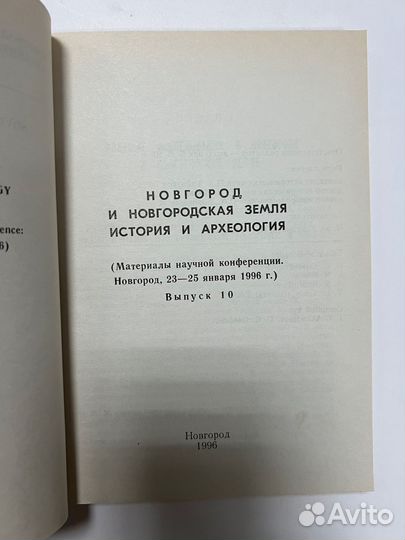 GY
ence:
6)
НОВГОРОД
И НОВГОРОДСКАЯ ЗЕМЛЯ
ИСТОРИЯ И АРХЕОЛОГИЯ
(Материалы научной конференции.
Новгород, 23—25 января 1996 г.)
Выпуск 10
Новгород
1996
Avito